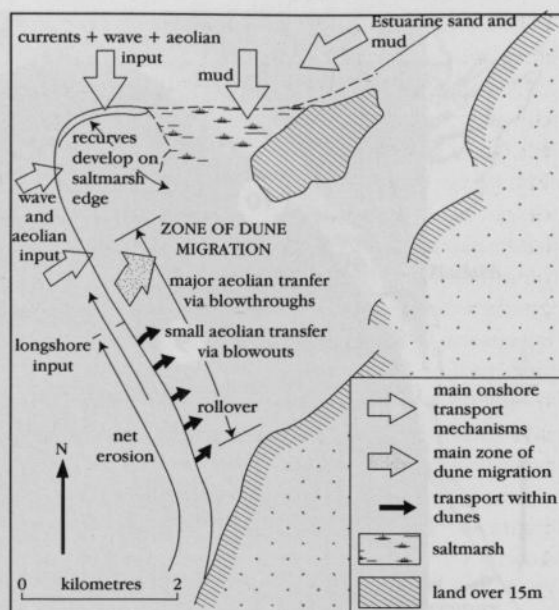 Estuarine sand and
mud
currents + wave + aeolian
input
mud
recurves
develop on
saltmarsh
edge
wave
and
aeolian
input
ZONE OF DUNE
MIGRATION
major aeolian tranfer
via blowthroughs
small aeolian transfer
via blowouts
longshore
input
rollover
net
erosion
N
0 kilometres 2
main onshore
transport
mechanisms
main zone of
dune migration
transport within
dunes
saltmarsh
land over 15m